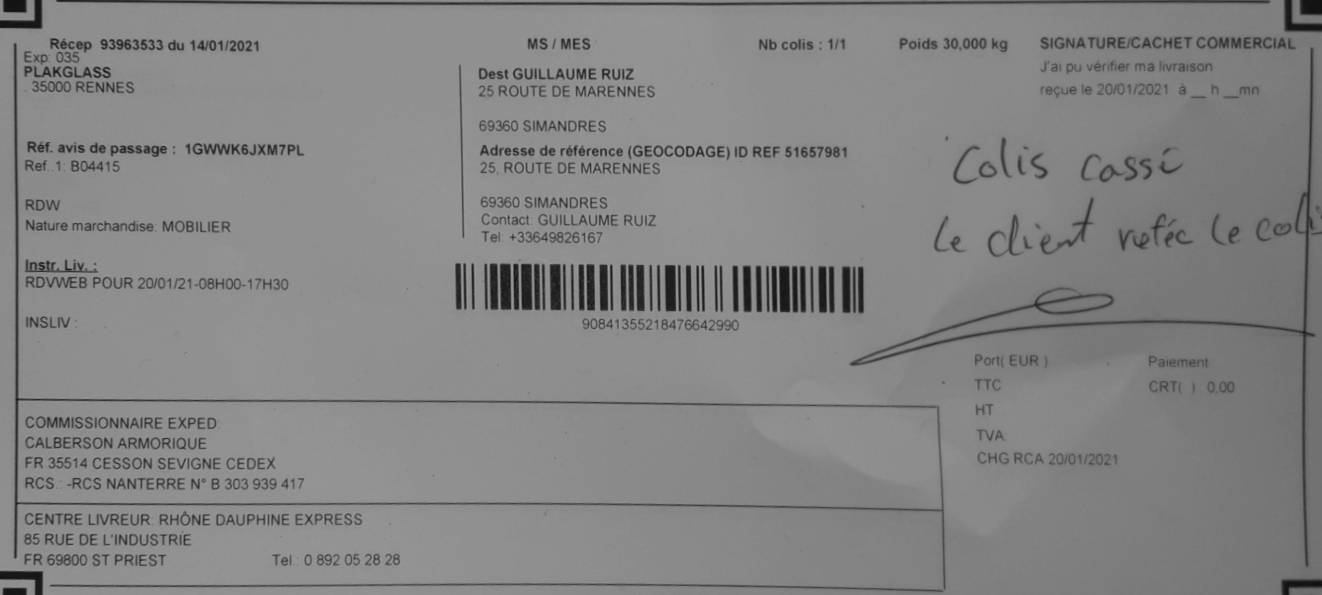 Récep 93963533 du 14/01/2021
Exp: 035
PLAKGLASS
35000 RENNES
Réf. avis de passage : 1GWWK6JXM7PL
Ref. 1: B04415
RDW
Nature marchandise: MOBILIER
Instr. Liv. :
RDVWEB POUR 20/01/21-08H00-17H30
INSLIV :
MS / MES
Nb colis : 1/1
Poids 30,000 kg
Dest GUILLAUME RUIZ
25 ROUTE DE MARENNES
69360 SIMANDRES
Adresse de référence (GEOCODAGE) ID REF 51657981
25, ROUTE DE MARENNES
69360 SIMANDRES
Contact: GUILLAUME RUIZ
Tel: +33649826167
90841355218476642990
SIGNATURE/CACHET COMMERCIAL
J'ai pu vérifier ma livraison
reçue le 20/01/2021 à __ h __mn
Colis cassé
Le client refée le colis
Port( EUR )
Paiement
TTC
CRT( ) 0.00
HT
TVA
CHG RCA 20/01/2021
COMMISSIONNAIRE EXPED
CALBERSON ARMORIQUE
FR 35514 CESSON SEVIGNE CEDEX
RCS.: -RCS NANTERRE N° B 303 939 417
CENTRE LIVREUR: RHÔNE DAUPHINE EXPRESS
85 RUE DE L'INDUSTRIE
FR 69800 ST PRIEST Tel.: 0 892 05 28 28